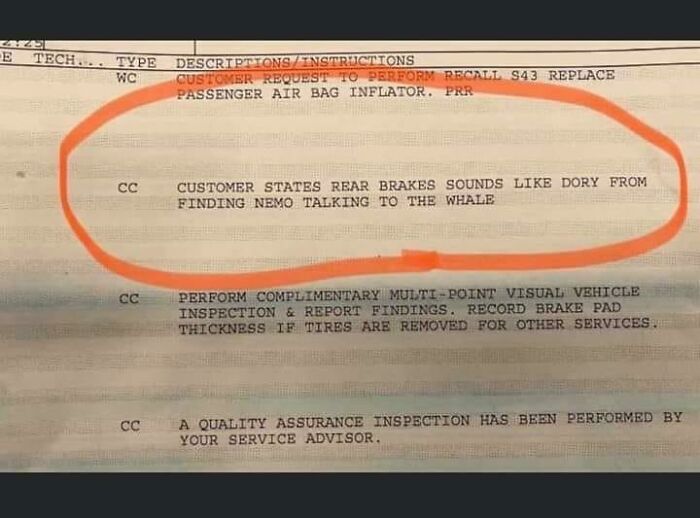 2:25
E TECH... TYPE DESCRIPTIONS/INSTRUCTIONS
WC CUSTOMER REQUEST TO PERFORM RECALL S43 REPLACE
PASSENGER AIR BAG INFLATOR. PRR
CC CUSTOMER STATES REAR BRAKES SOUNDS LIKE DORY FROM
FINDING NEMO TALKING TO THE WHALE
CC PERFORM COMPLIMENTARY MULTI-POINT VISUAL VEHICLE
INSPECTION & REPORT FINDINGS. RECORD BRAKE PAD
THICKNESS IF TIRES ARE REMOVED FOR OTHER SERVICES.
CC A QUALITY ASSURANCE INSPECTION HAS BEEN PERFORMED BY
YOUR SERVICE ADVISOR.